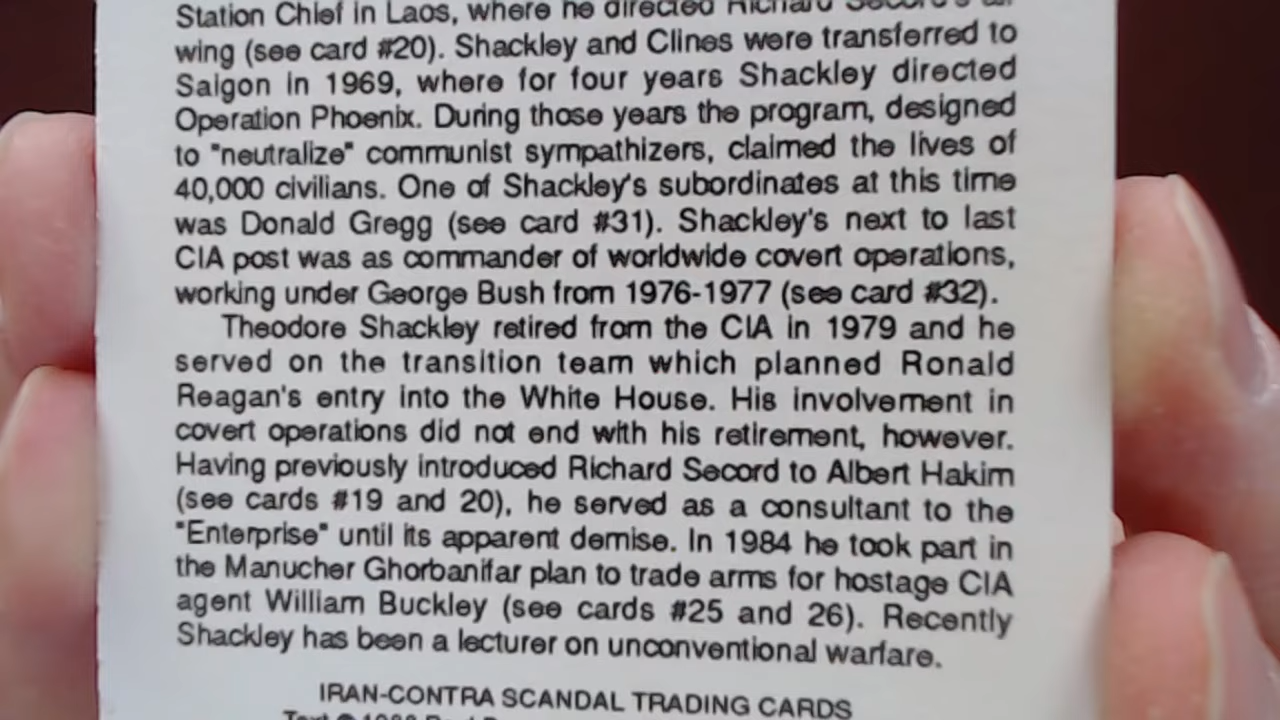 Station Chief in Laos, where he directed Richard Secord's air
wing (see card #20). Shackley and Clines were transferred to
Saigon in 1969, where for four years Shackley directed
Operation Phoenix. During those years the program, designed
to "neutralize" communist sympathizers, claimed the lives of
40,000 civilians. One of Shackley's subordinates at this time
was Donald Gregg (see card #31). Shackley's next to last
CIA post was as commander of worldwide covert operations,
working under George Bush from 1976-1977 (see card #32).
Theodore Shackley retired from the CIA in 1979 and he
served on the transition team which planned Ronald
Reagan's entry into the White House. His involvement in
covert operations did not end with his retirement, however.
Having previously introduced Richard Secord to Albert Hakim
(see cards #19 and 20), he served as a consultant to the
"Enterprise" until its apparent demise. In 1984 he took part in
the Manucher Ghorbanifar plan to trade arms for hostage CIA
agent William Buckley (see cards #25 and 26). Recently
Shackley has been a lecturer on unconventional warfare.
IRAN-CONTRA SCANDAL TRADING CARDS
Text © 1988